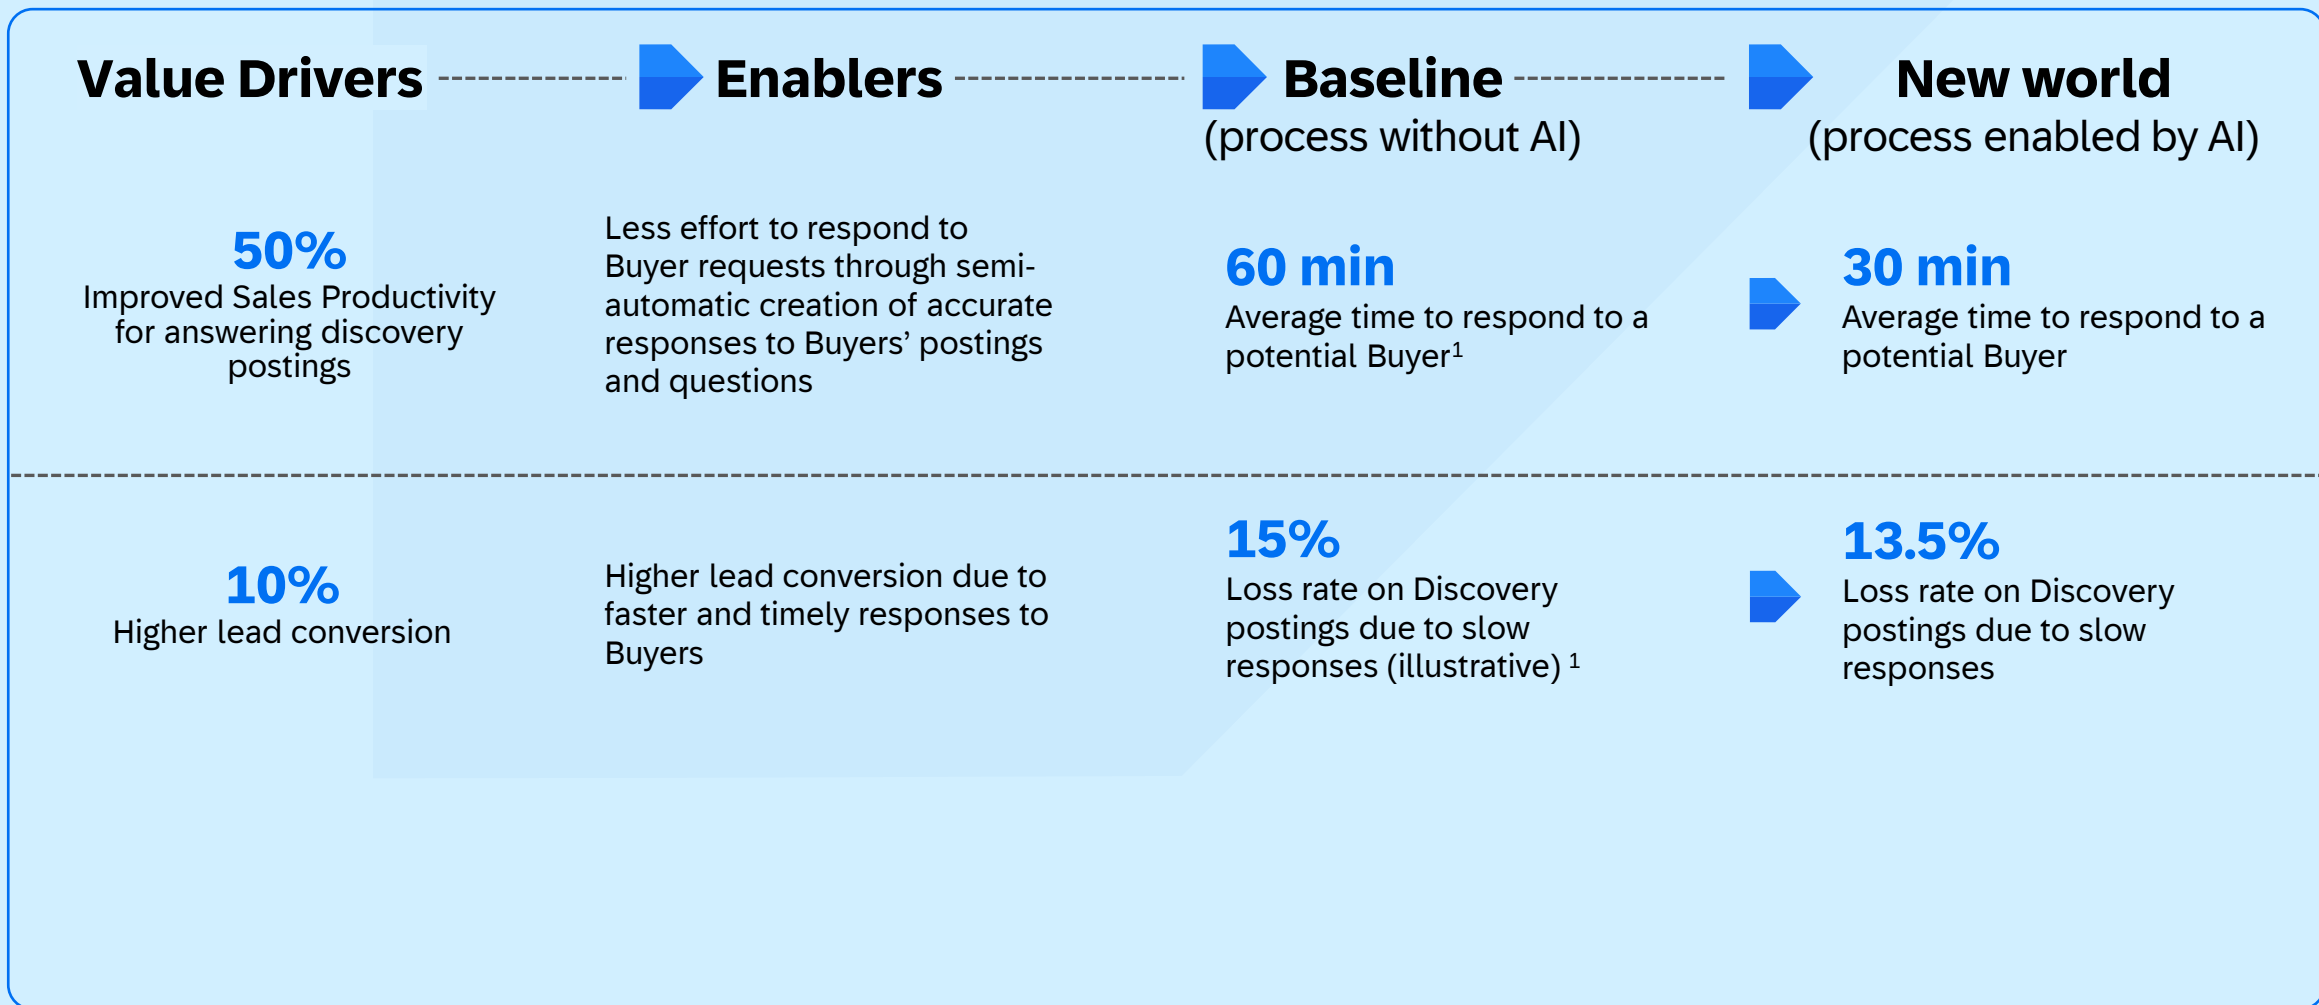 Value Drivers
Enablers
Baseline
(process without AI)
New world
(process enabled by AI)
50%
Improved Sales Productivity
for answering discovery
postings
Less effort to respond to
Buyer requests through semi-
automatic creation of accurate
responses to Buyers’ postings
and questions
60 min
Average time to respond to a
potential Buyer¹
30 min
Average time to respond to a
potential Buyer
10%
Higher lead conversion
Higher lead conversion due to
faster and timely responses to
Buyers
15%
Loss rate on Discovery
postings due to slow
responses (illustrative) ¹
13.5%
Loss rate on Discovery
postings due to slow
responses